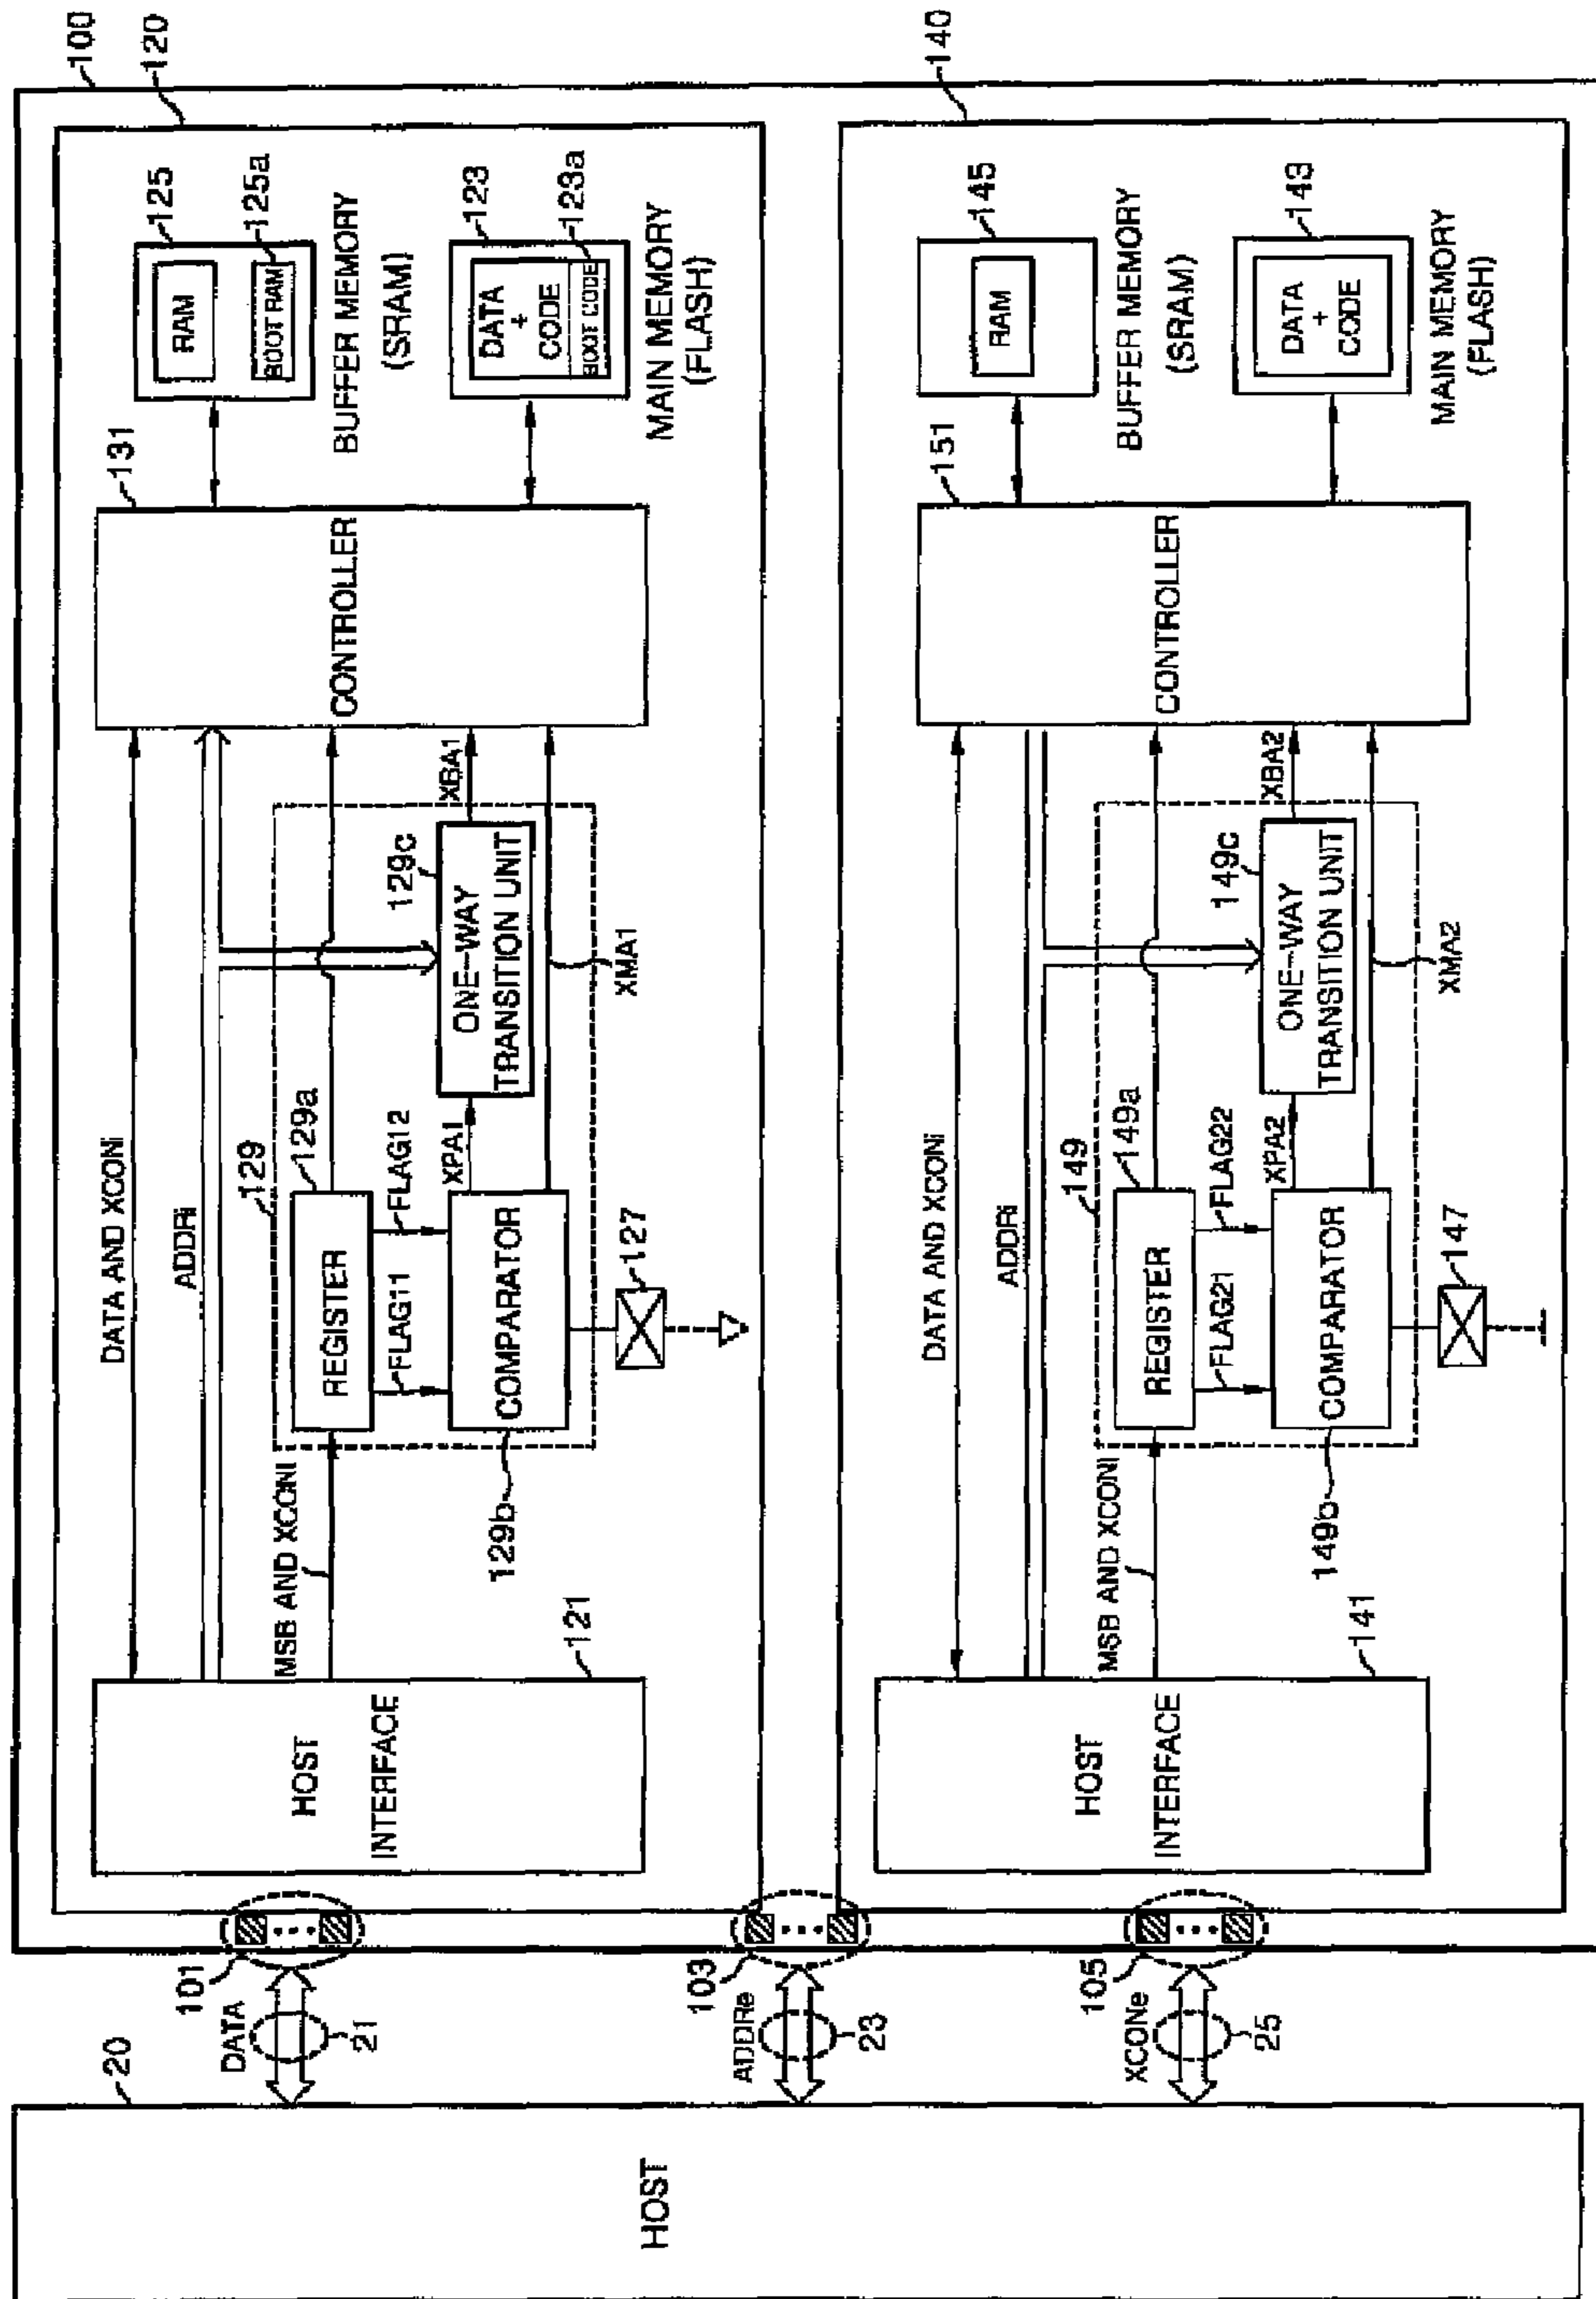 HOST
20
DATA
21
ADDRe
23
XCONe
25
101
103
105
100
120
HOST
INTERFACE
121
DATA AND XCONi
ADDRi
MSB AND XCONi
129
REGISTER
129a
FLAG11
FLAG12
COMPARATOR
129b
XPA1
ONE-WAY
TRANSITION UNIT
129c
XBA1
XMA1
127
CONTROLLER
131
RAM
BOOT RAM
125
125a
BUFFER MEMORY
(SRAM)
DATA
+
CODE
BOOT CODE
123
123a
MAIN MEMORY
(FLASH)
140
HOST
INTERFACE
141
DATA AND XCONi
ADDRi
MSB AND XCONi
149
REGISTER
149a
FLAG21
FLAG22
COMPARATOR
149b
XPA2
ONE-WAY
TRANSITION UNIT
149c
XBA2
XMA2
147
CONTROLLER
151
RAM
145
BUFFER MEMORY
(SRAM)
DATA
+
CODE
143
MAIN MEMORY
(FLASH)